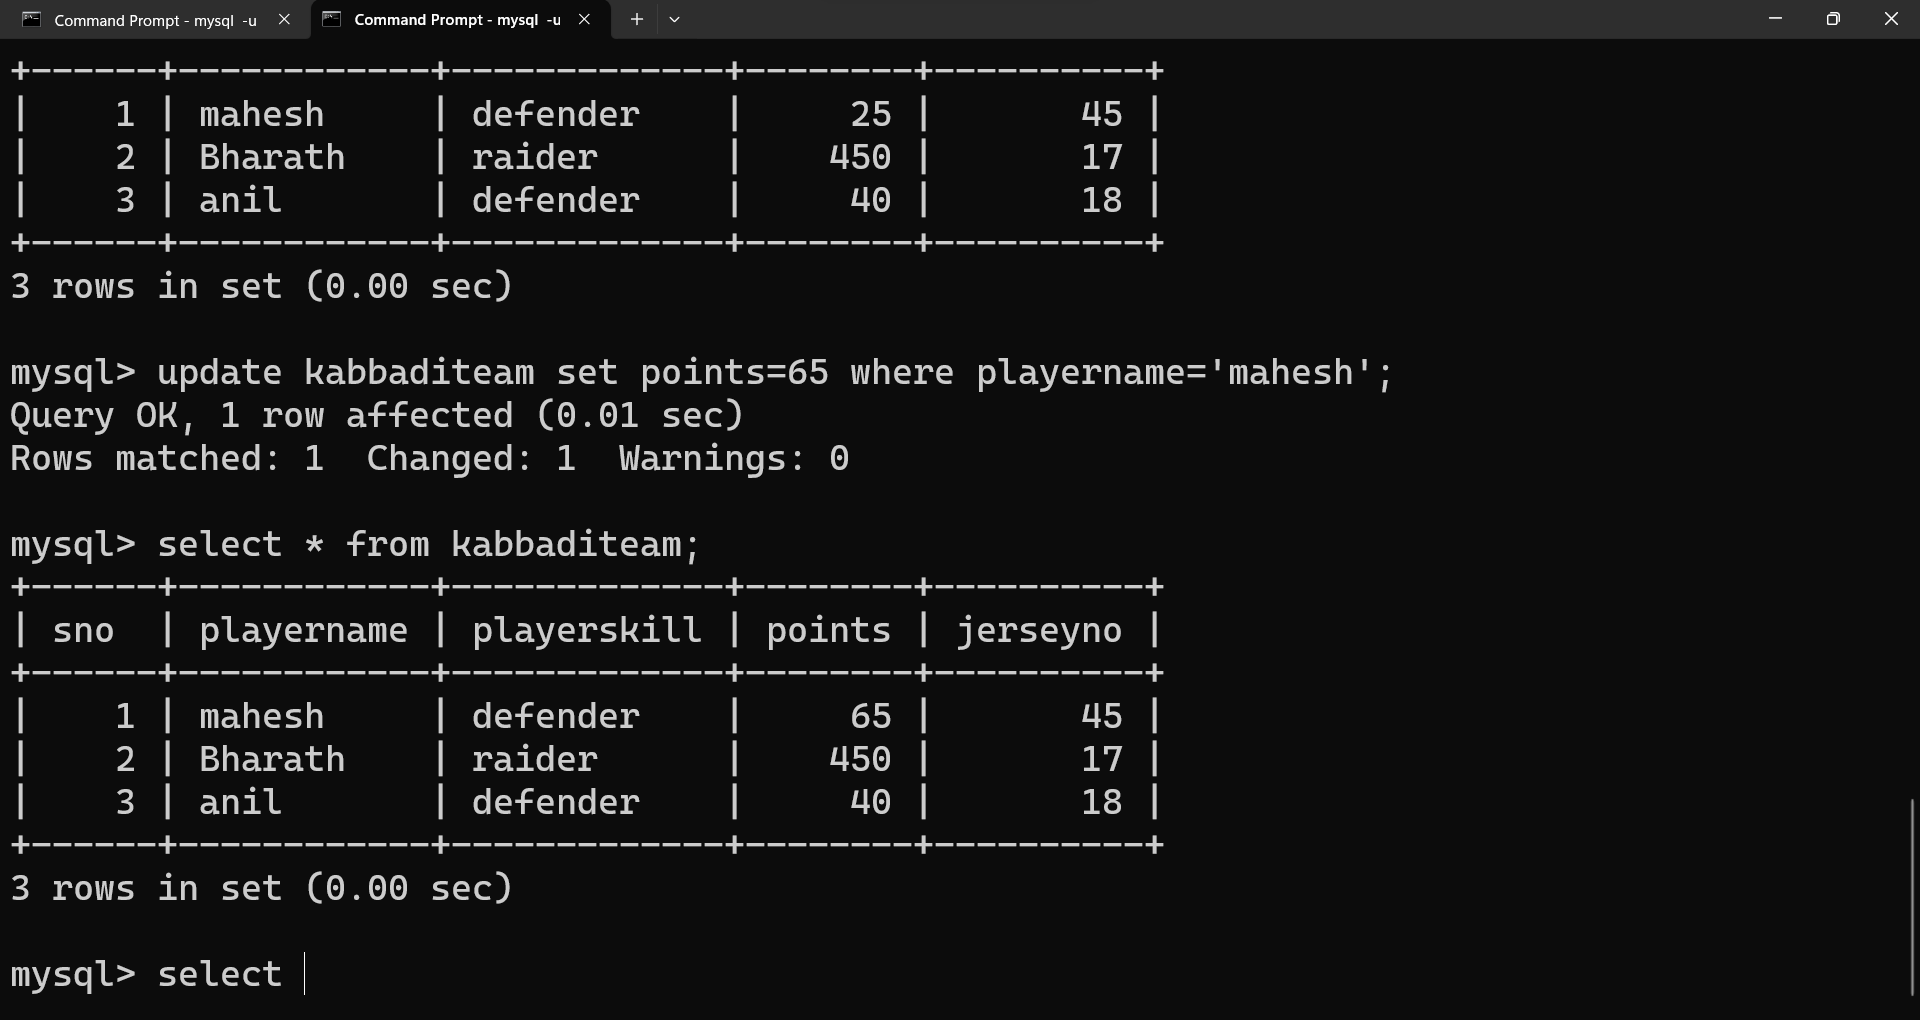 Command Prompt - mysql -u
Command Prompt - mysql -u
+------+------------+-------------+--------+----------+
|    1 | mahesh     | defender    |     25 |       45 |
|    2 | Bharath    | raider      |    450 |       17 |
|    3 | anil       | defender    |     40 |       18 |
+------+------------+-------------+--------+----------+
3 rows in set (0.00 sec)
mysql> update kabbaditeam set points=65 where playername='mahesh';
Query OK, 1 row affected (0.01 sec)
Rows matched: 1  Changed: 1  Warnings: 0
mysql> select * from kabbaditeam;
+------+------------+-------------+--------+----------+
| sno  | playername | playerskill | points | jerseyno |
+------+------------+-------------+--------+----------+
|    1 | mahesh     | defender    |     65 |       45 |
|    2 | Bharath    | raider      |    450 |       17 |
|    3 | anil       | defender    |     40 |       18 |
+------+------------+-------------+--------+----------+
3 rows in set (0.00 sec)
mysql> select